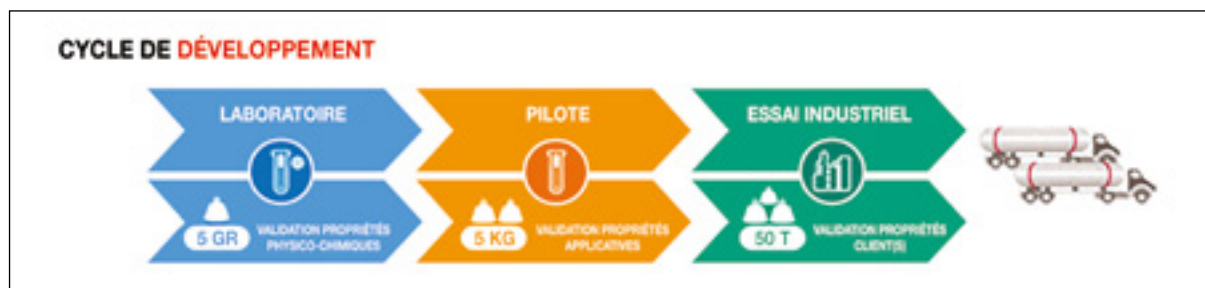 CYCLE DE DÉVELOPPEMENT
LABORATOIRE
PILOTE
ESSAI INDUSTRIEL
5 GR
VALIDATION PROPRIÉTÉS
PHYSICO-CHIMIQUES
5 KG
VALIDATION PROPRIÉTÉS
APPLICATIVES
50 T
VALIDATION PROPRIÉTÉS
CLIENT(S)